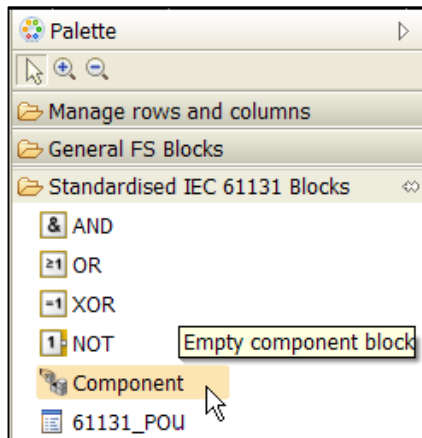 Palette
Manage rows and columns
General FS Blocks
Standardised IEC 61131 Blocks
& AND
≥1 OR
=1 XOR
1 NOT
Empty component block
Component
61131_POU